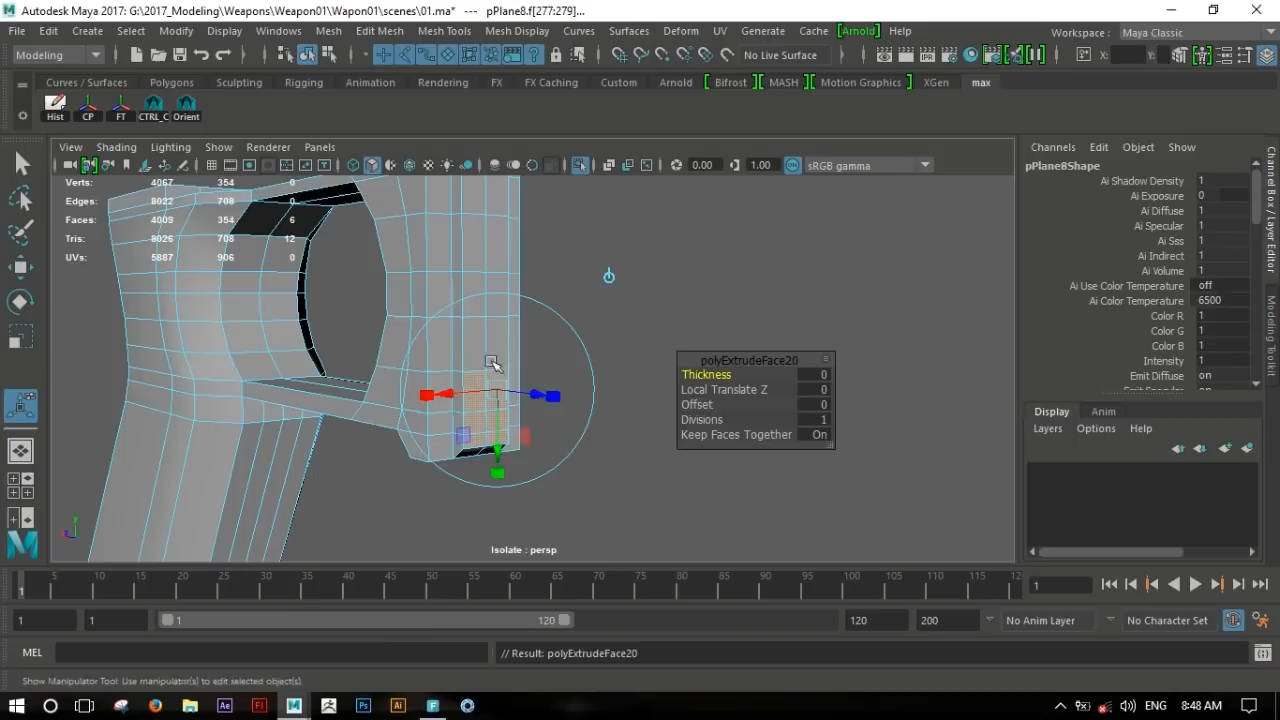 Autodesk Maya 2017: G:\2017_Modeling\Weapons\Weapon01\Wapon01\scenes\01.ma* --- pPlane8.f[277:279]...
File Edit Create Select Modify Display Windows Mesh Edit Mesh Mesh Tools Mesh Display Curves Surfaces Deform UV Generate Cache Arnold Help Workspace : Maya Classic
Modeling No Live Surface X: Y:
Curves / Surfaces Polygons Sculpting Rigging Animation Rendering FX FX Caching Custom Arnold Bifrost MASH Motion Graphics XGen max
Hist CP FT CTRL_C Orient
View Shading Lighting Show Renderer Panels
0.00 1.00 ON sRGB gamma
Verts: 4067 354 0
Edges: 8022 708 0
Faces: 4009 354 6
Tris: 8026 708 12
UVs: 5887 906 0
polyExtrudeFace20
Thickness 0
Local Translate Z 0
Offset 0
Divisions 1
Keep Faces Together On
Isolate : persp
Channels Edit Object Show
pPlane8Shape
Ai Shadow Density 1
Ai Exposure 0
Ai Diffuse 1
Ai Specular 1
Ai Sss 1
Ai Indirect 1
Ai Volume 1
Ai Use Color Temperature off
Ai Color Temperature 6500
Color R 1
Color G 1
Color B 1
Intensity 1
Emit Diffuse on
Emit Specular on
Display Anim
Layers Options Help
Channel Box / Layer Editor
Modeling Toolkit
5 10 15 20 25 30 35 40 45 50 55 60 65 70 75 80 85 90 95 100 105 110 115 12
1 1
1 1 1 120 120 200 No Anim Layer No Character Set
MEL // Result: polyExtrudeFace20
Show Manipulator Tool: Use manipulator(s) to edit selected object(s).
Ae Fl Ps Ai F 8:48 AM